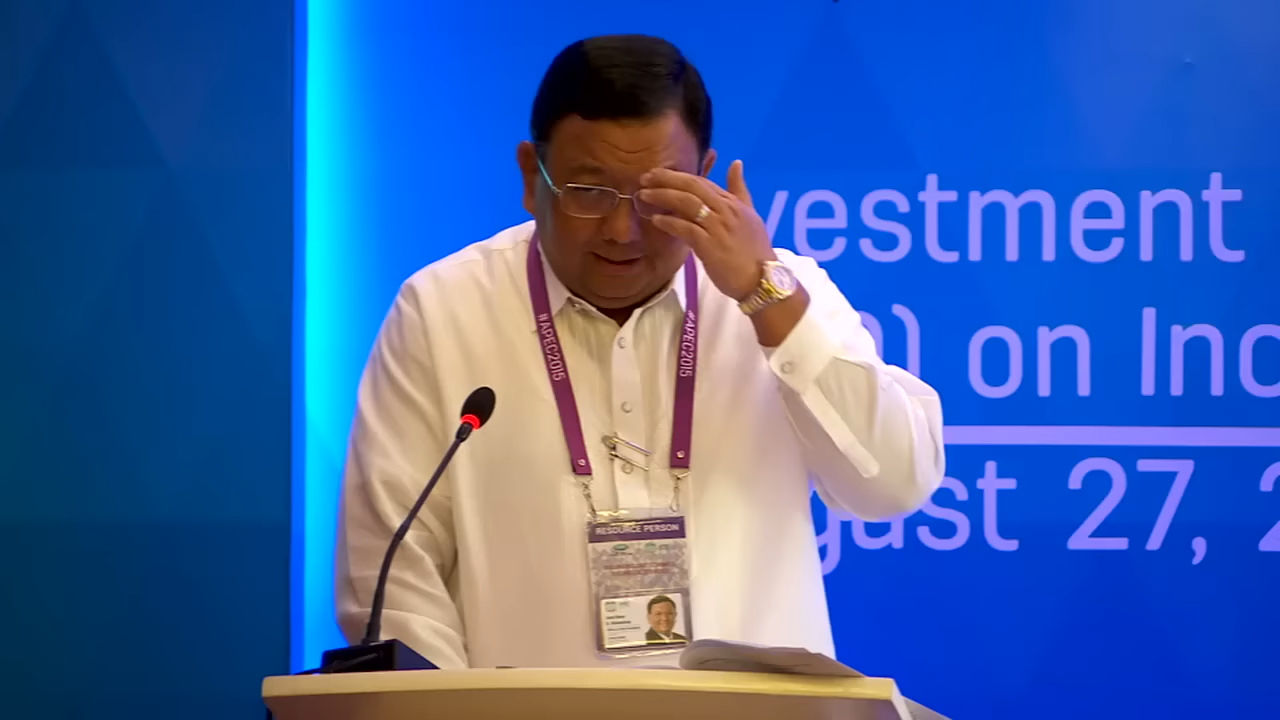 vestment
) on Inc
gust 27, 2
#APEC2015
#APEC2015
RESOURCE PERSON